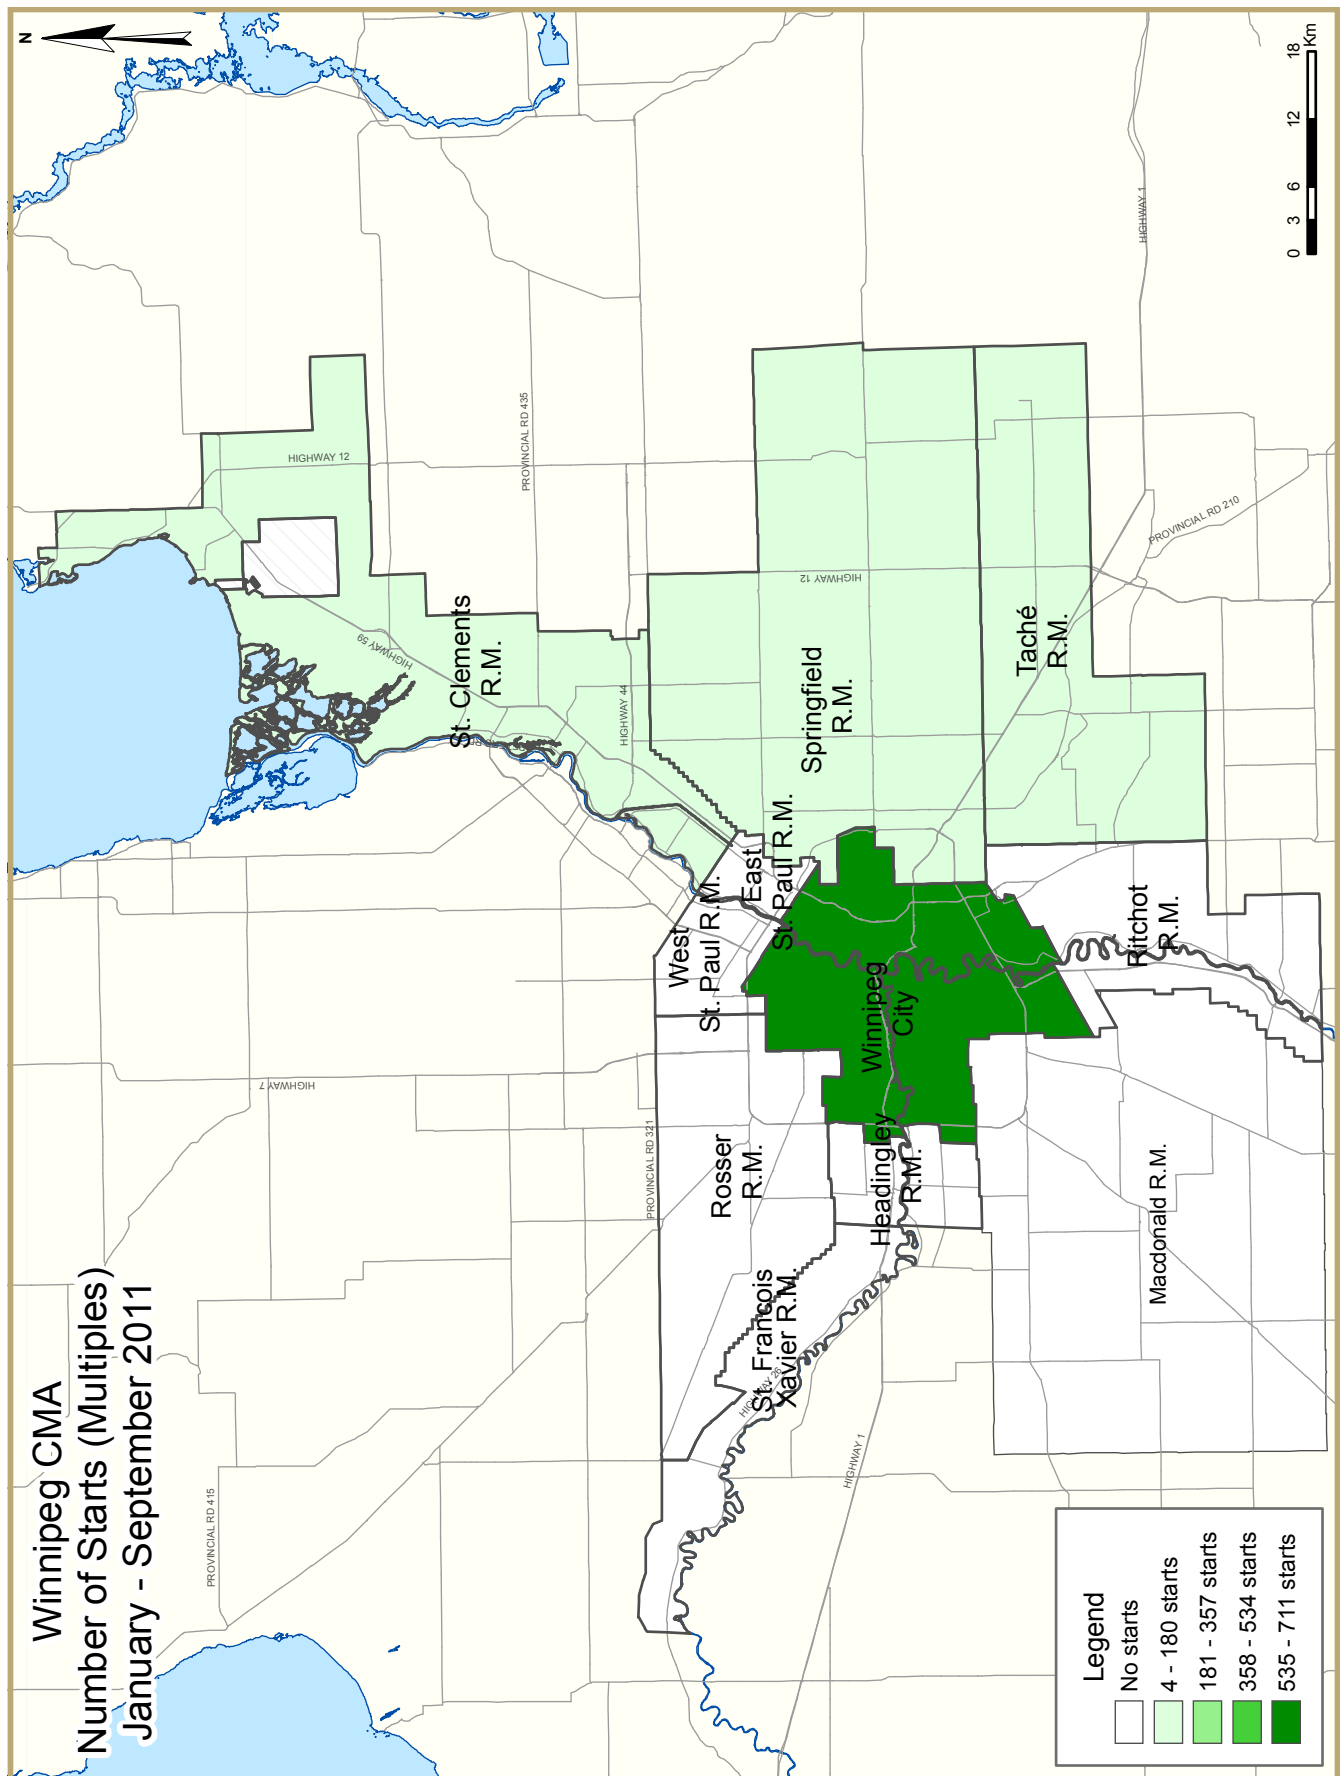 Winnipeg CMA
Number of Starts (Multiples)
January - September 2011
N
HIGHWAY 12
PROVINCIAL RD 435
HIGHWAY 59
St. Clements
R.M.
HIGHWAY 44
HIGHWAY 7
PROVINCIAL RD 415
PROVINCIAL RD 321
West
St. Paul R.M.
East
St. Paul R.M.
Springfield
R.M.
HIGHWAY 12
Rosser
R.M.
St. Francois
Xavier R.M.
HIGHWAY 26
Headingley
R.M.
Winnipeg
City
HIGHWAY 1
Taché
R.M.
HIGHWAY 1
PROVINCIAL RD 210
Macdonald R.M.
Ritchot
R.M.
Legend
No starts
4 - 180 starts
181 - 357 starts
358 - 534 starts
535 - 711 starts
0 3 6 12 18
Km